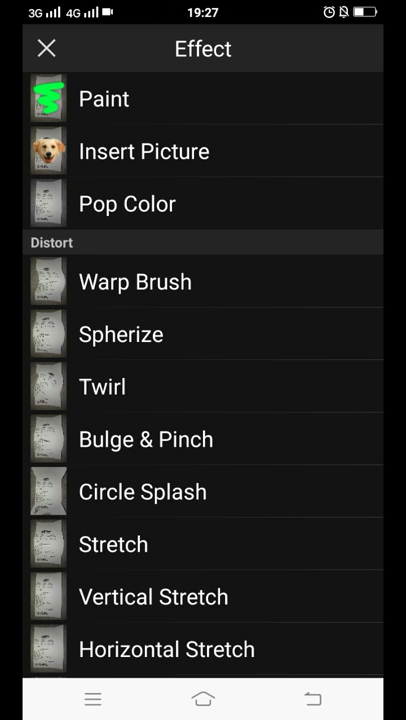 3G 4G 19:27
Effect
Paint
Insert Picture
Pop Color
Distort
Warp Brush
Spherize
Twirl
Bulge & Pinch
Circle Splash
Stretch
Vertical Stretch
Horizontal Stretch